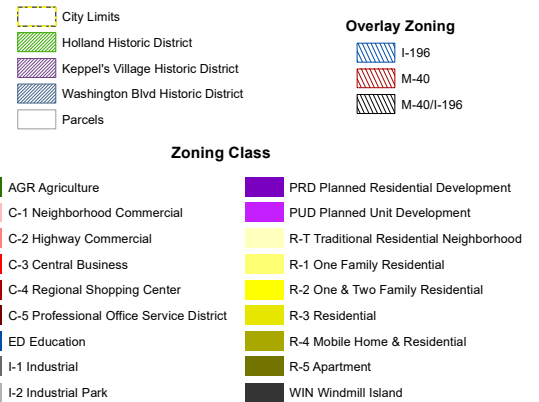 City Limits
Holland Historic District
Keppel's Village Historic District
Washington Blvd Historic District
Parcels
Overlay Zoning
I-196
M-40
M-40/I-196
Zoning Class
AGR Agriculture
C-1 Neighborhood Commercial
C-2 Highway Commercial
C-3 Central Business
C-4 Regional Shopping Center
C-5 Professional Office Service District
ED Education
I-1 Industrial
I-2 Industrial Park
PRD Planned Residential Development
PUD Planned Unit Development
R-T Traditional Residential Neighborhood
R-1 One Family Residential
R-2 One & Two Family Residential
R-3 Residential
R-4 Mobile Home & Residential
R-5 Apartment
WIN Windmill Island